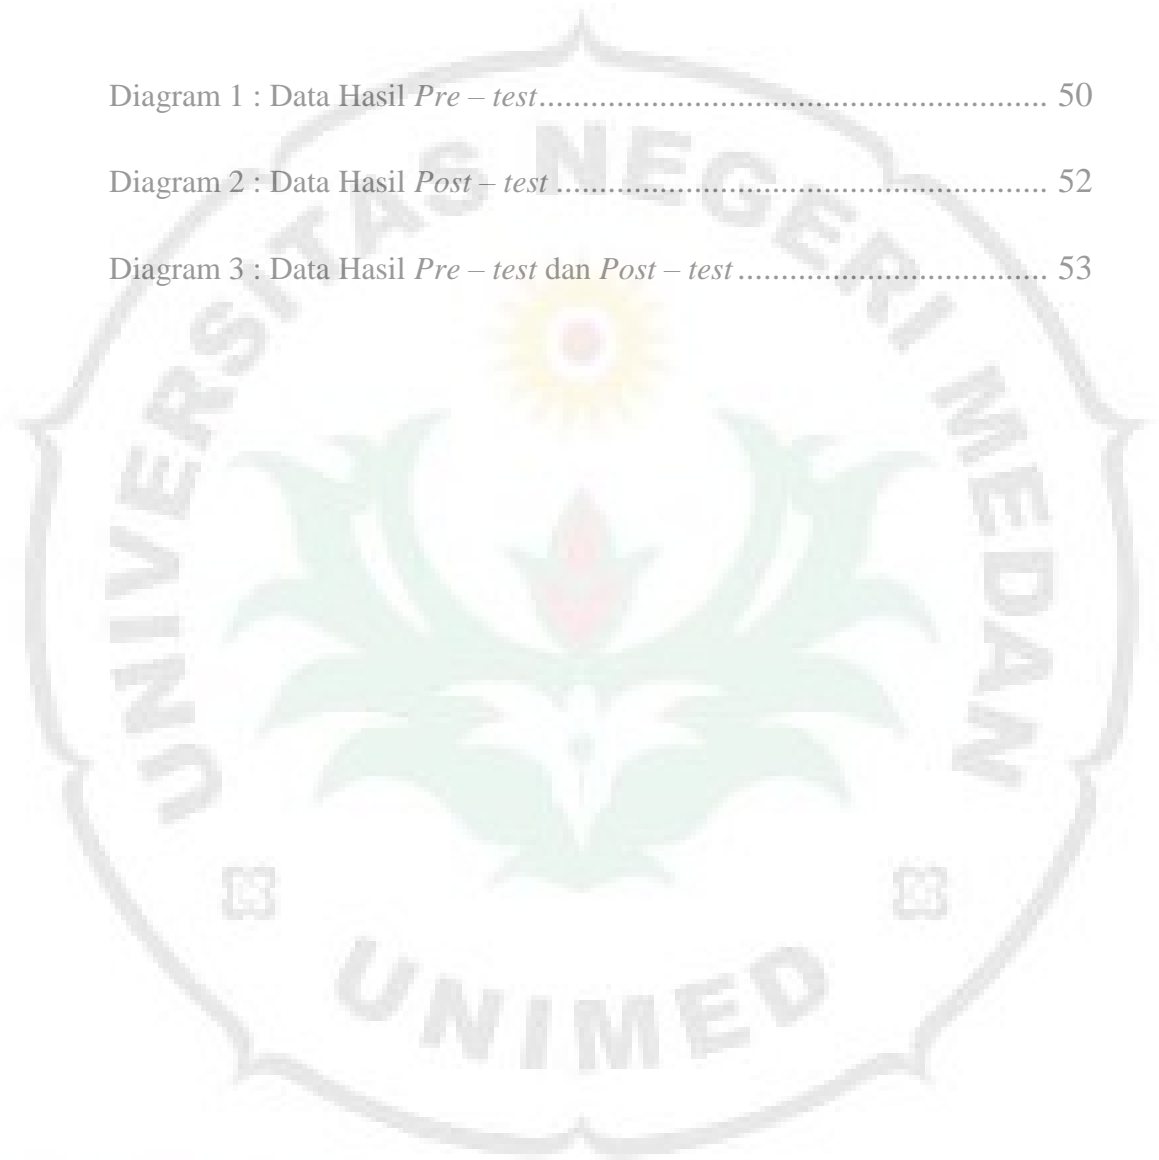 Diagram 1 : Data Hasil Pre – test........................................................... 50
Diagram 2 : Data Hasil Post – test ......................................................... 52
Diagram 3 : Data Hasil Pre – test dan Post – test .................................... 53
UNIVERSITAS NEGERI MEDAN
UNIMED